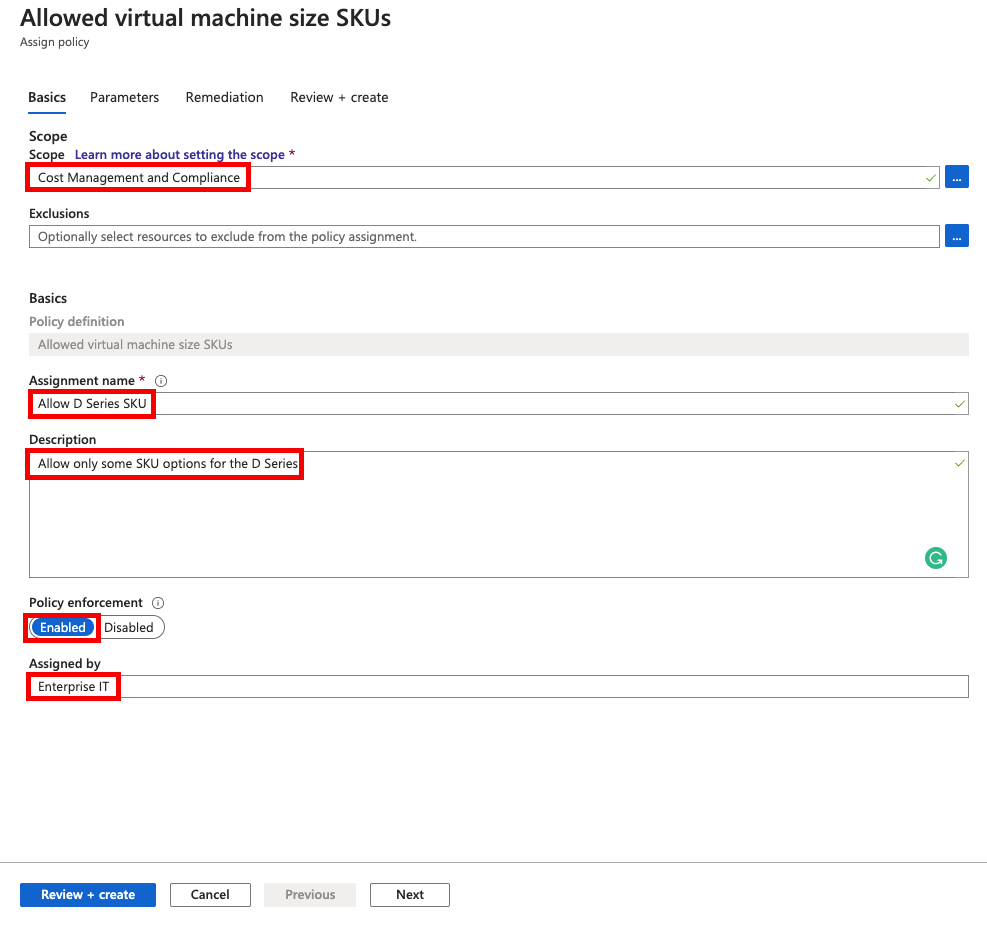 Allowed virtual machine size SKUs
Assign policy
Basics Parameters Remediation Review + create
Scope
Scope Learn more about setting the scope *
Cost Management and Compliance
...
Exclusions
Optionally select resources to exclude from the policy assignment.
...
Basics
Policy definition
Allowed virtual machine size SKUs
Assignment name *
Allow D Series SKU
Description
Allow only some SKU options for the D Series
Policy enforcement
Enabled Disabled
Assigned by
Enterprise IT
Review + create Cancel Previous Next